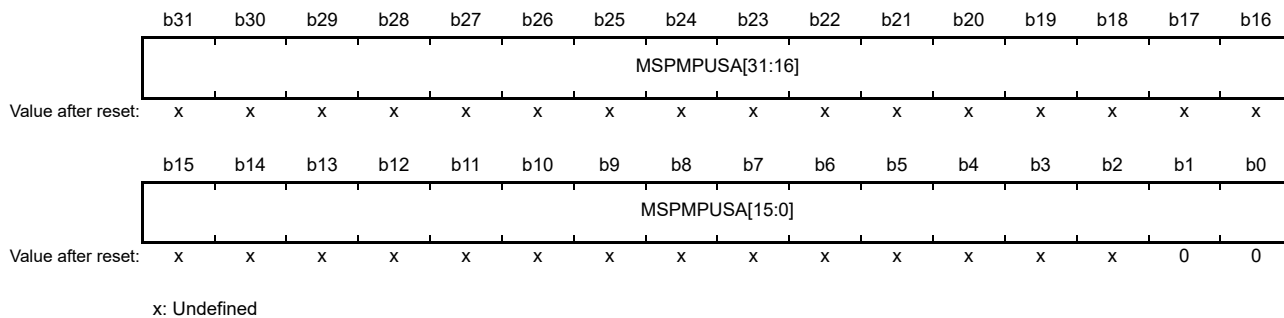 b31 b30 b29 b28 b27 b26 b25 b24 b23 b22 b21 b20 b19 b18 b17 b16
MSPMPUSA[31:16]
Value after reset: x x x x x x x x x x x x x x x x
b15 b14 b13 b12 b11 b10 b9 b8 b7 b6 b5 b4 b3 b2 b1 b0
MSPMPUSA[15:0]
Value after reset: x x x x x x x x x x x x x x 0 0
x: Undefined